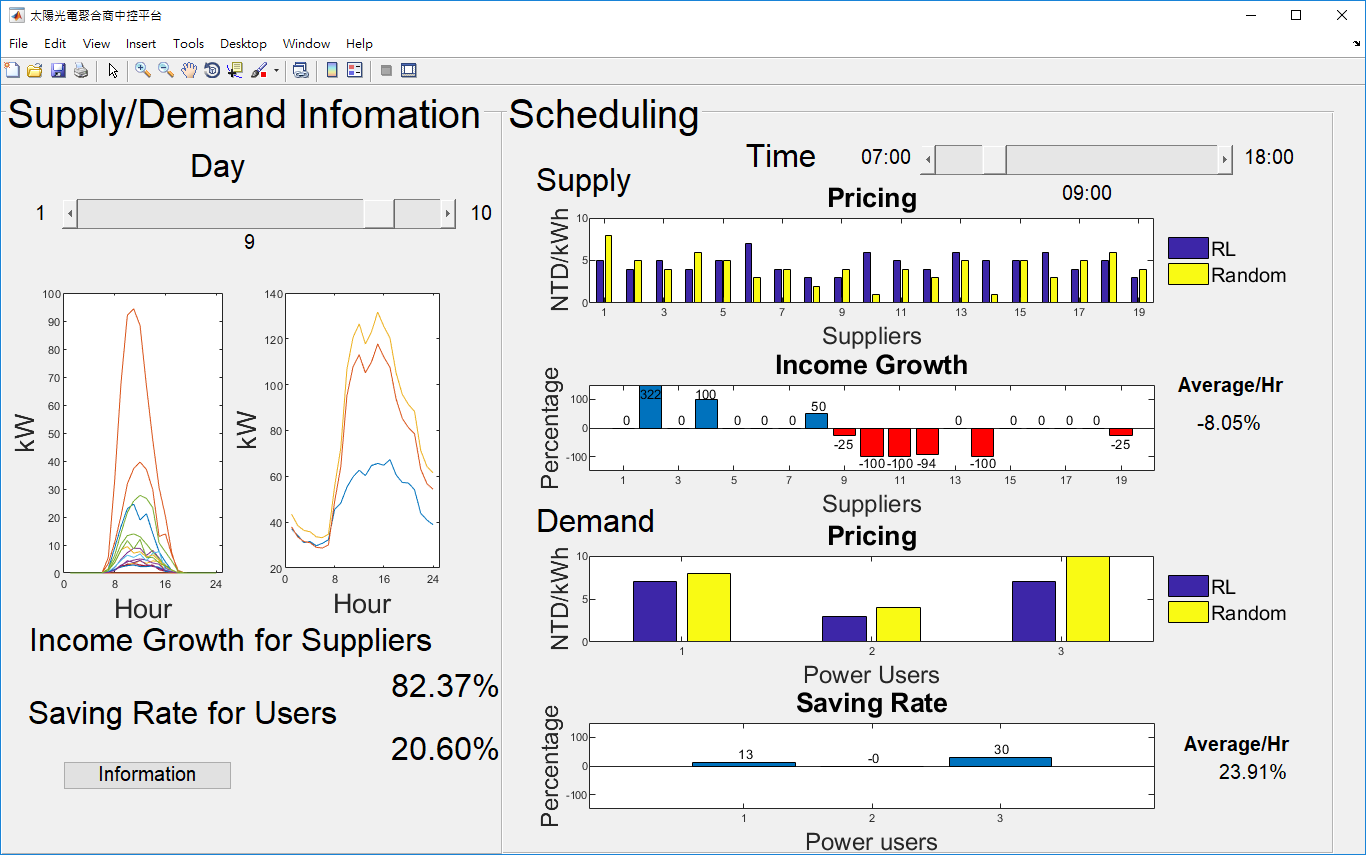 太陽光電聚合商中控平台
File Edit View Insert Tools Desktop Window Help
Supply/Demand Infomation
Day
1 10
9
100
90
80
70
60
50
40
30
20
10
0
kW
0 8 16 24
Hour
140
120
100
80
60
40
20
kW
0 8 16 24
Hour
Income Growth for Suppliers
82.37%
Saving Rate for Users
20.60%
Information
Scheduling
Time 07:00 18:00
09:00
Supply
Pricing
NTD/kWh
10
5
0
1 3 5 7 9 11 13 15 17 19
Suppliers
RL
Random
Income Growth
Percentage
100
0
-100
0 322 0 100 0 0 0 50 -25 -100 -100 -94 0 -100 0 0 0 0 -25
1 3 5 7 9 11 13 15 17 19
Suppliers
Average/Hr
-8.05%
Demand
Pricing
NTD/kWh
10
5
0
1 2 3
Power Users
RL
Random
Saving Rate
Percentage
100
0
-100
13 -0 30
1 2 3
Power users
Average/Hr
23.91%